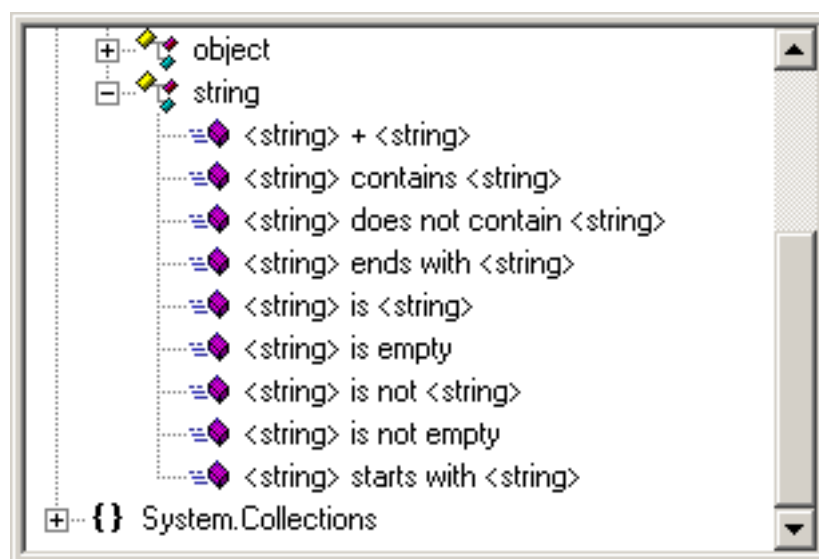 object
string
<string> + <string>
<string> contains <string>
<string> does not contain <string>
<string> ends with <string>
<string> is <string>
<string> is empty
<string> is not <string>
<string> is not empty
<string> starts with <string>
{} System.Collections